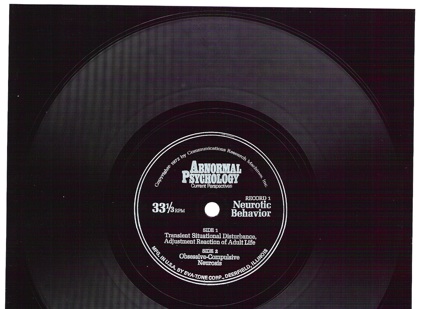 Copyright 1972 by Communications Research Machines, Inc.
ABNORMAL
PSYCHOLOGY
Current Perspectives
33⅓ RPM
RECORD 1
Neurotic
Behavior
SIDE 1
Transient Situational Disturbance,
Adjustment Reaction of Adult Life
SIDE 2
Obsessive-Compulsive
Neurosis
MFG. IN U.S.A. BY EVA-TONE CORP., DEERFIELD, ILLINOIS